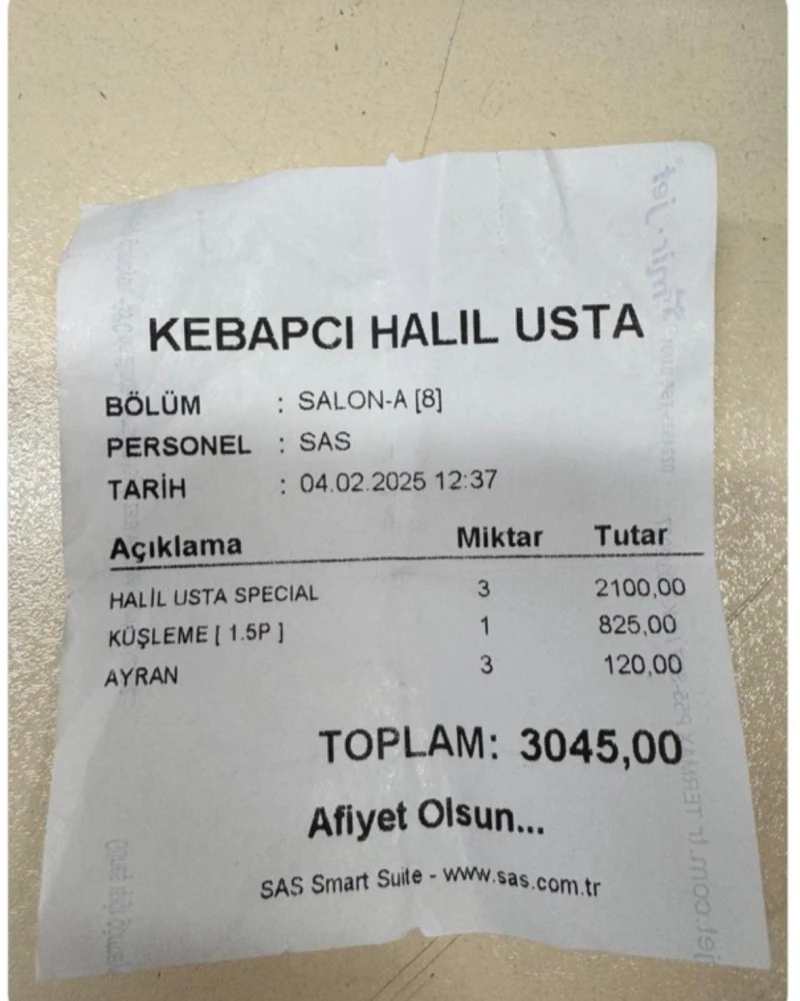 KEBAPCI HALIL USTA
BÖLÜM : SALON-A [8]
PERSONEL : SAS
TARİH : 04.02.2025 12:37
Açıklama Miktar Tutar
HALİL USTA SPECIAL 3 2100,00
KÜŞLEME [ 1.5P ] 1 825,00
AYRAN 3 120,00
TOPLAM: 3045,00
Afiyet Olsun...
SAS Smart Suite - www.sas.com.tr